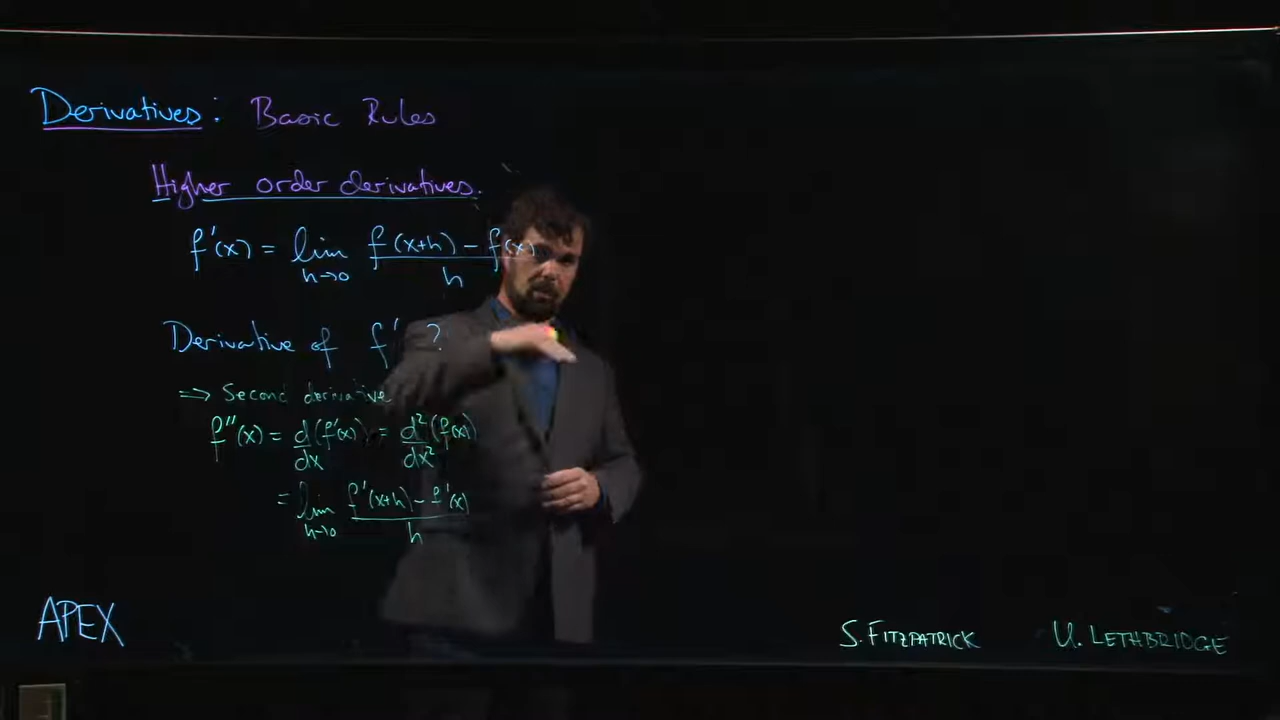 Derivatives: Basic Rules
Higher order derivatives.
f'(x) = lim h→0 f(x+h) − f(x) / h
Derivative of f' ?
⇒ Second derivative
f''(x) = d/dx (f'(x)) = d²/dx² (f(x))
= lim h→0 f'(x+h) − f'(x) / h
APEX
S. FITZPATRICK U. LETHBRIDGE